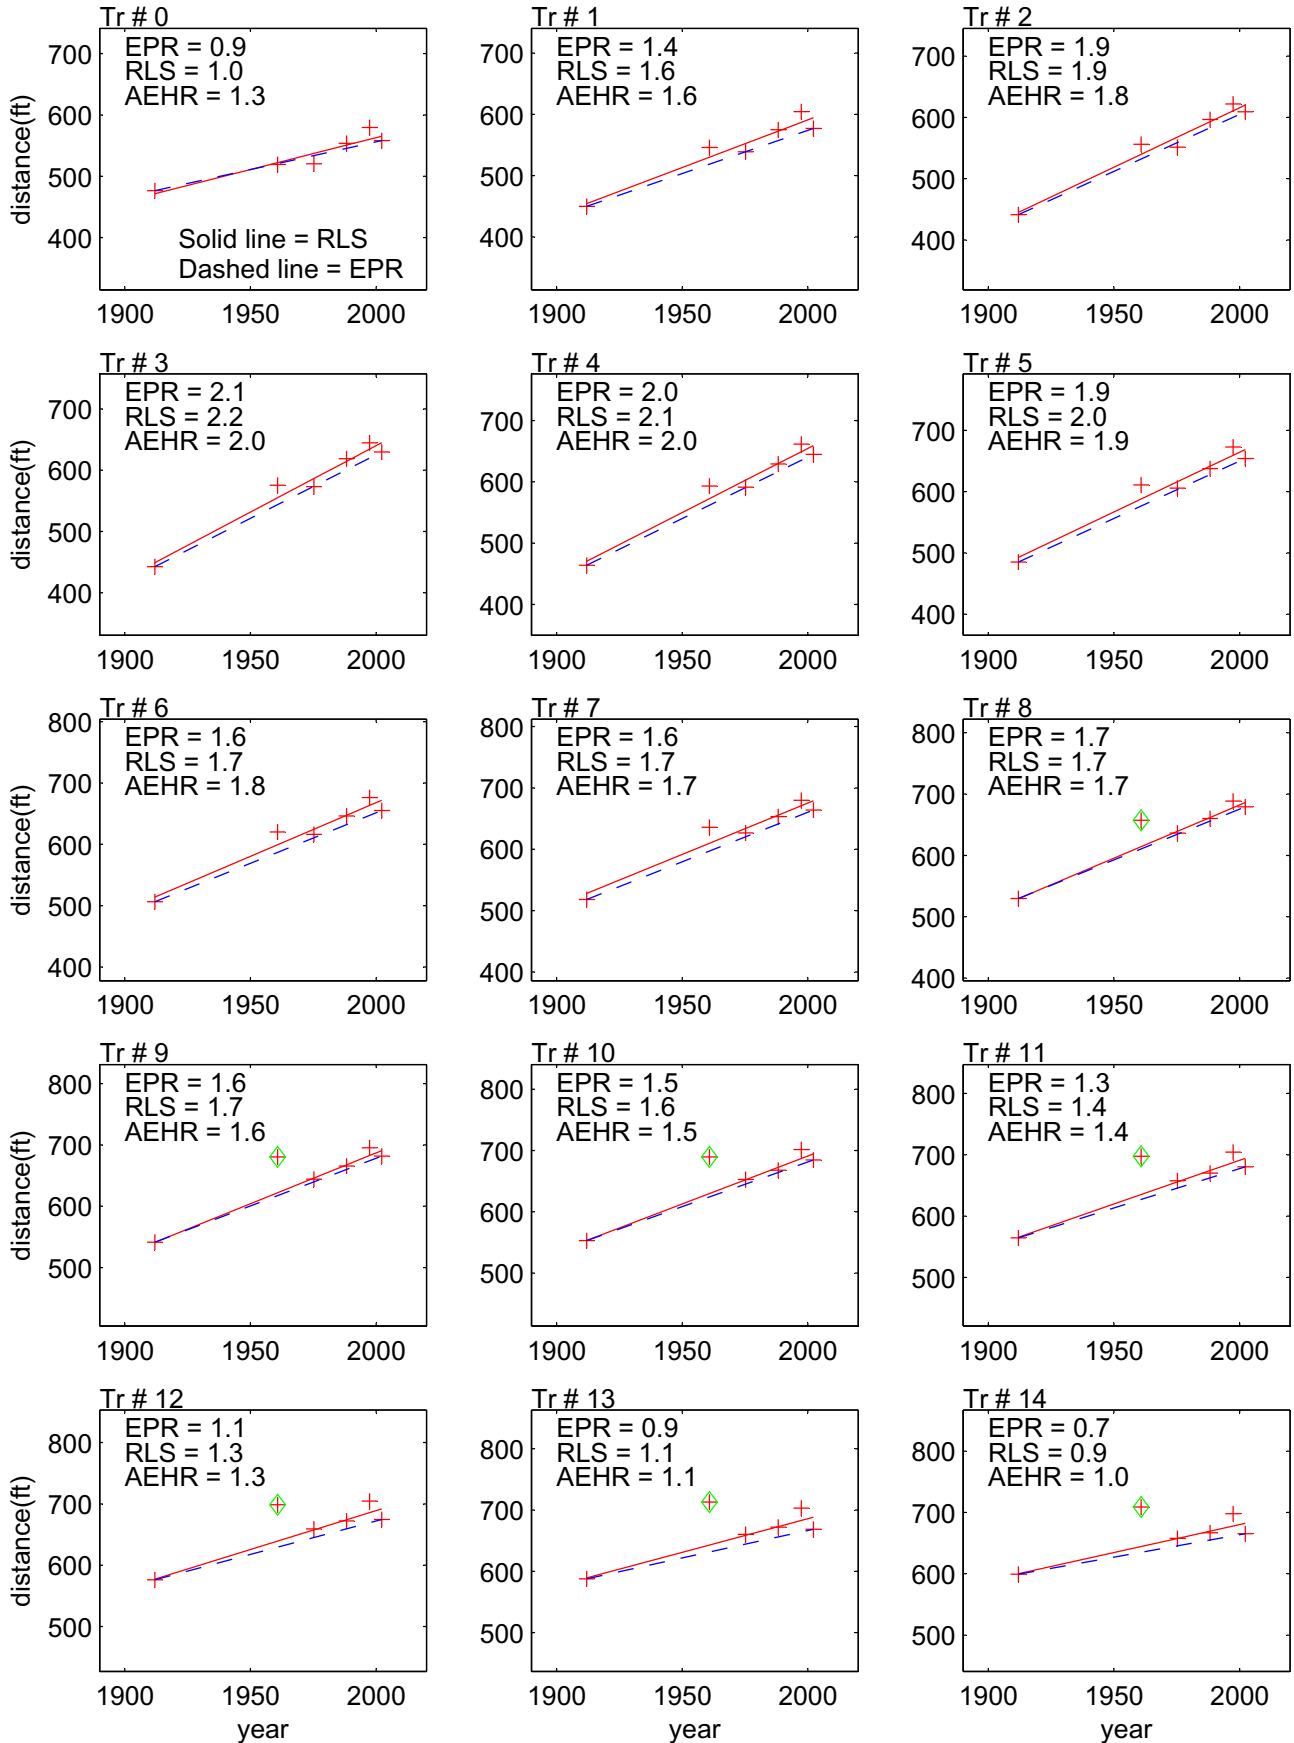 Tr # 0
EPR = 0.9
RLS = 1.0
AEHR = 1.3
Solid line = RLS
Dashed line = EPR
distance(ft)
700
600
500
400
1900 1950 2000
Tr # 1
EPR = 1.4
RLS = 1.6
AEHR = 1.6
700
600
500
400
1900 1950 2000
Tr # 2
EPR = 1.9
RLS = 1.9
AEHR = 1.8
700
600
500
400
1900 1950 2000
Tr # 3
EPR = 2.1
RLS = 2.2
AEHR = 2.0
distance(ft)
700
600
500
400
1900 1950 2000
Tr # 4
EPR = 2.0
RLS = 2.1
AEHR = 2.0
700
600
500
400
1900 1950 2000
Tr # 5
EPR = 1.9
RLS = 2.0
AEHR = 1.9
700
600
500
400
1900 1950 2000
Tr # 6
EPR = 1.6
RLS = 1.7
AEHR = 1.8
distance(ft)
800
700
600
500
400
1900 1950 2000
Tr # 7
EPR = 1.6
RLS = 1.7
AEHR = 1.7
800
700
600
500
400
1900 1950 2000
Tr # 8
EPR = 1.7
RLS = 1.7
AEHR = 1.7
800
700
600
500
400
1900 1950 2000
Tr # 9
EPR = 1.6
RLS = 1.7
AEHR = 1.6
distance(ft)
800
700
600
500
1900 1950 2000
Tr # 10
EPR = 1.5
RLS = 1.6
AEHR = 1.5
800
700
600
500
1900 1950 2000
Tr # 11
EPR = 1.3
RLS = 1.4
AEHR = 1.4
800
700
600
500
1900 1950 2000
Tr # 12
EPR = 1.1
RLS = 1.3
AEHR = 1.3
distance(ft)
800
700
600
500
1900 1950 2000
year
Tr # 13
EPR = 0.9
RLS = 1.1
AEHR = 1.1
800
700
600
500
1900 1950 2000
year
Tr # 14
EPR = 0.7
RLS = 0.9
AEHR = 1.0
800
700
600
500
1900 1950 2000
year